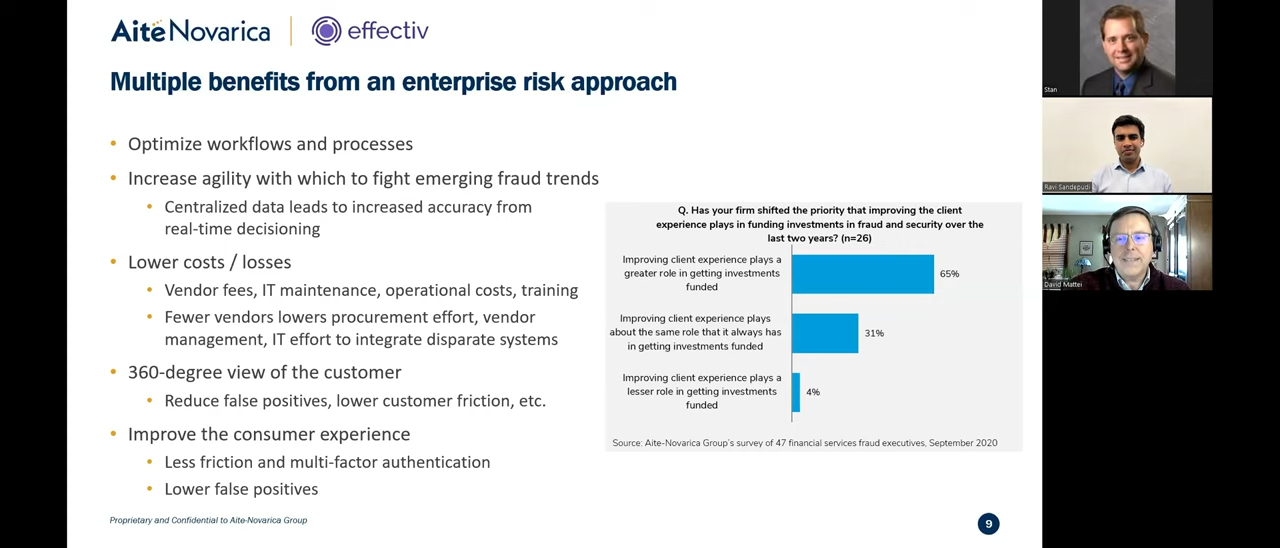 Aite Novarica
effectiv
Multiple benefits from an enterprise risk approach
• Optimize workflows and processes
• Increase agility with which to fight emerging fraud trends
• Centralized data leads to increased accuracy from
real-time decisioning
• Lower costs / losses
• Vendor fees, IT maintenance, operational costs, training
• Fewer vendors lowers procurement effort, vendor
management, IT effort to integrate disparate systems
• 360-degree view of the customer
• Reduce false positives, lower customer friction, etc.
• Improve the consumer experience
• Less friction and multi-factor authentication
• Lower false positives
Q. Has your firm shifted the priority that improving the client
experience plays in funding investments in fraud and security over the
last two years? (n=26)
Improving client experience plays a
greater role in getting investments
funded
65%
Improving client experience plays
about the same role that it always has
in getting investments funded
31%
Improving client experience plays a
lesser role in getting investments
funded
4%
Source: Aite-Novarica Group's survey of 47 financial services fraud executives, September 2020
Proprietary and Confidential to Aite-Novarica Group
9
Stan
Ravi Sandepudi
David Mattei